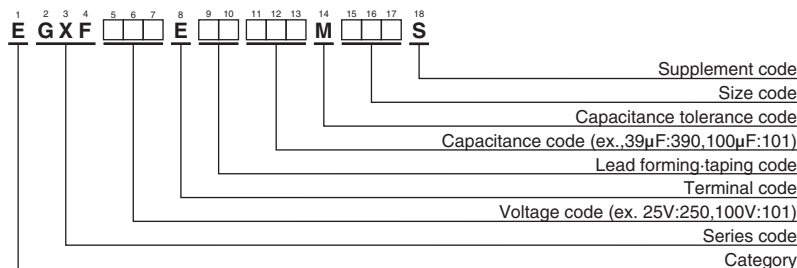 1 2 3 4 5 6 7 8 9 10 11 12 13 14 15 16 17 18
E GXF □□□ E □□ □□□ M □□□ S
Supplement code
Size code
Capacitance tolerance code
Capacitance code (ex.,39µF:390,100µF:101)
Lead forming·taping code
Terminal code
Voltage code (ex. 25V:250,100V:101)
Series code
Category